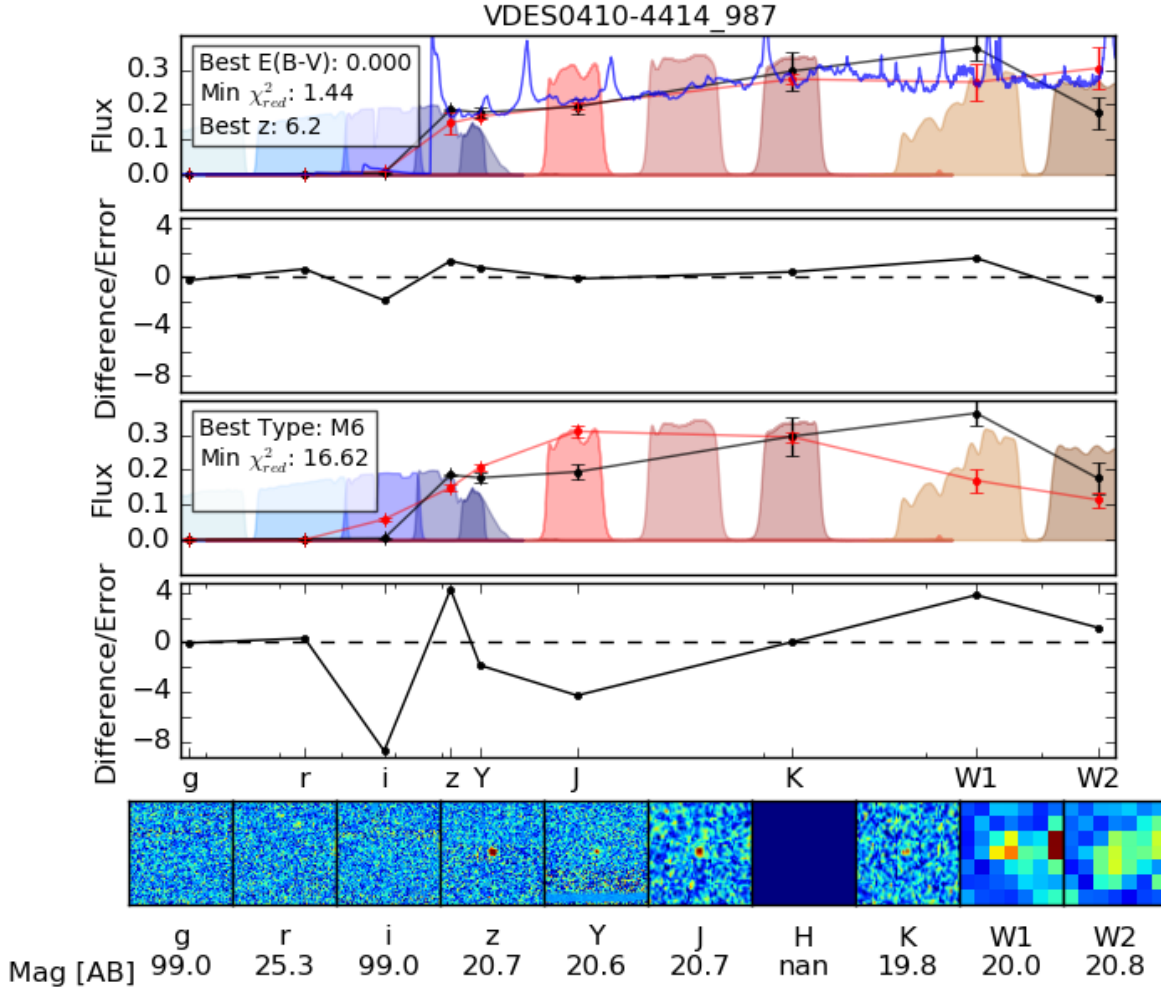 VDES0410-4414_987
Flux
0.3
0.2
0.1
0.0
Best E(B-V): 0.000
Min χ²red: 1.44
Best z: 6.2
Difference/Error
4
0
−4
−8
Flux
0.3
0.2
0.1
0.0
Best Type: M6
Min χ²red: 16.62
Difference/Error
4
0
−4
−8
g r i z Y J K W1 W2
g r i z Y J H K W1 W2
Mag [AB] 99.0 25.3 99.0 20.7 20.6 20.7 nan 19.8 20.0 20.8